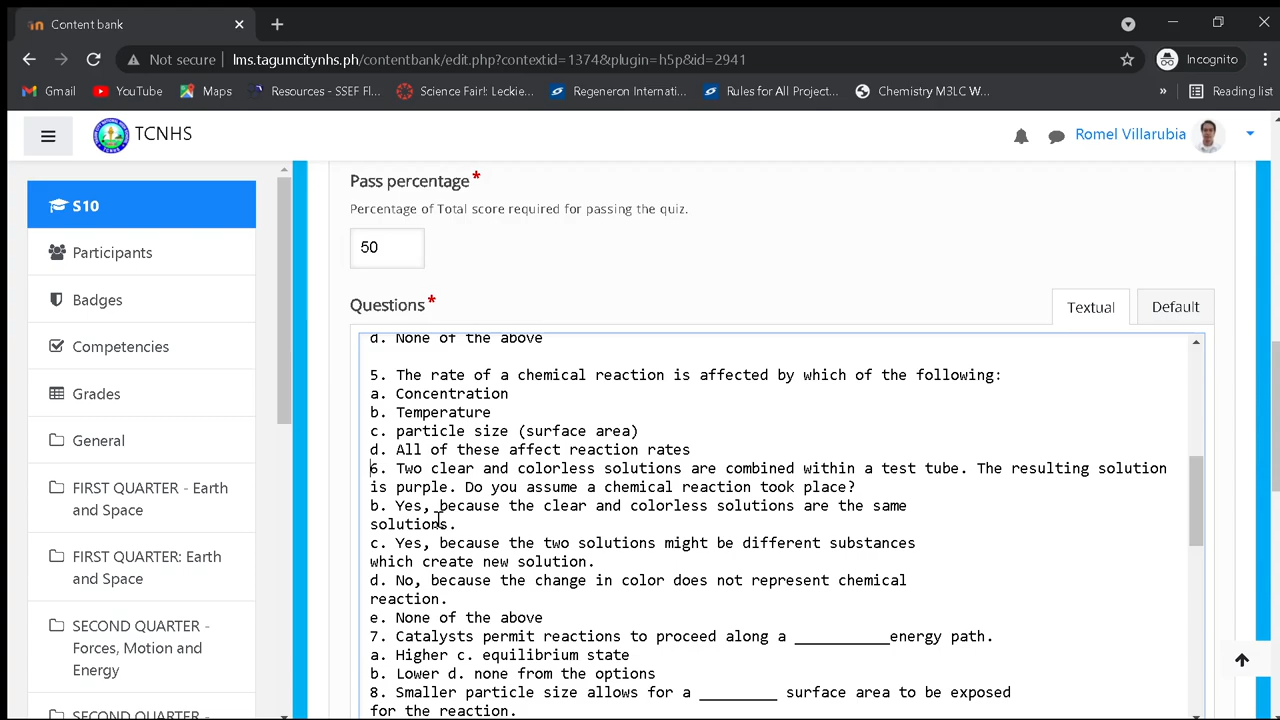 Content bank
Not secure
lms.tagumcitynhs.ph/contentbank/edit.php?contextid=1374&plugin=h5p&id=2941
Incognito
Gmail
YouTube
Maps
Resources - SSEF Fl...
Science Fair!: Leckie...
Regeneron Internati...
Rules for All Project...
Chemistry M3LC W...
»
Reading list
TCNHS
Romel Villarubia
S10
Participants
Badges
Competencies
Grades
General
FIRST QUARTER - Earth
and Space
FIRST QUARTER: Earth
and Space
SECOND QUARTER -
Forces, Motion and
Energy
SECOND QUARTER -
Pass percentage*
Percentage of Total score required for passing the quiz.
50
Questions*
Textual
Default
d. None of the above
5. The rate of a chemical reaction is affected by which of the following:
a. Concentration
b. Temperature
c. particle size (surface area)
d. All of these affect reaction rates
6. Two clear and colorless solutions are combined within a test tube. The resulting solution
is purple. Do you assume a chemical reaction took place?
b. Yes, because the clear and colorless solutions are the same
solutions.
c. Yes, because the two solutions might be different substances
which create new solution.
d. No, because the change in color does not represent chemical
reaction.
e. None of the above
7. Catalysts permit reactions to proceed along a ___________energy path.
a. Higher c. equilibrium state
b. Lower d. none from the options
8. Smaller particle size allows for a _________ surface area to be exposed
for the reaction.